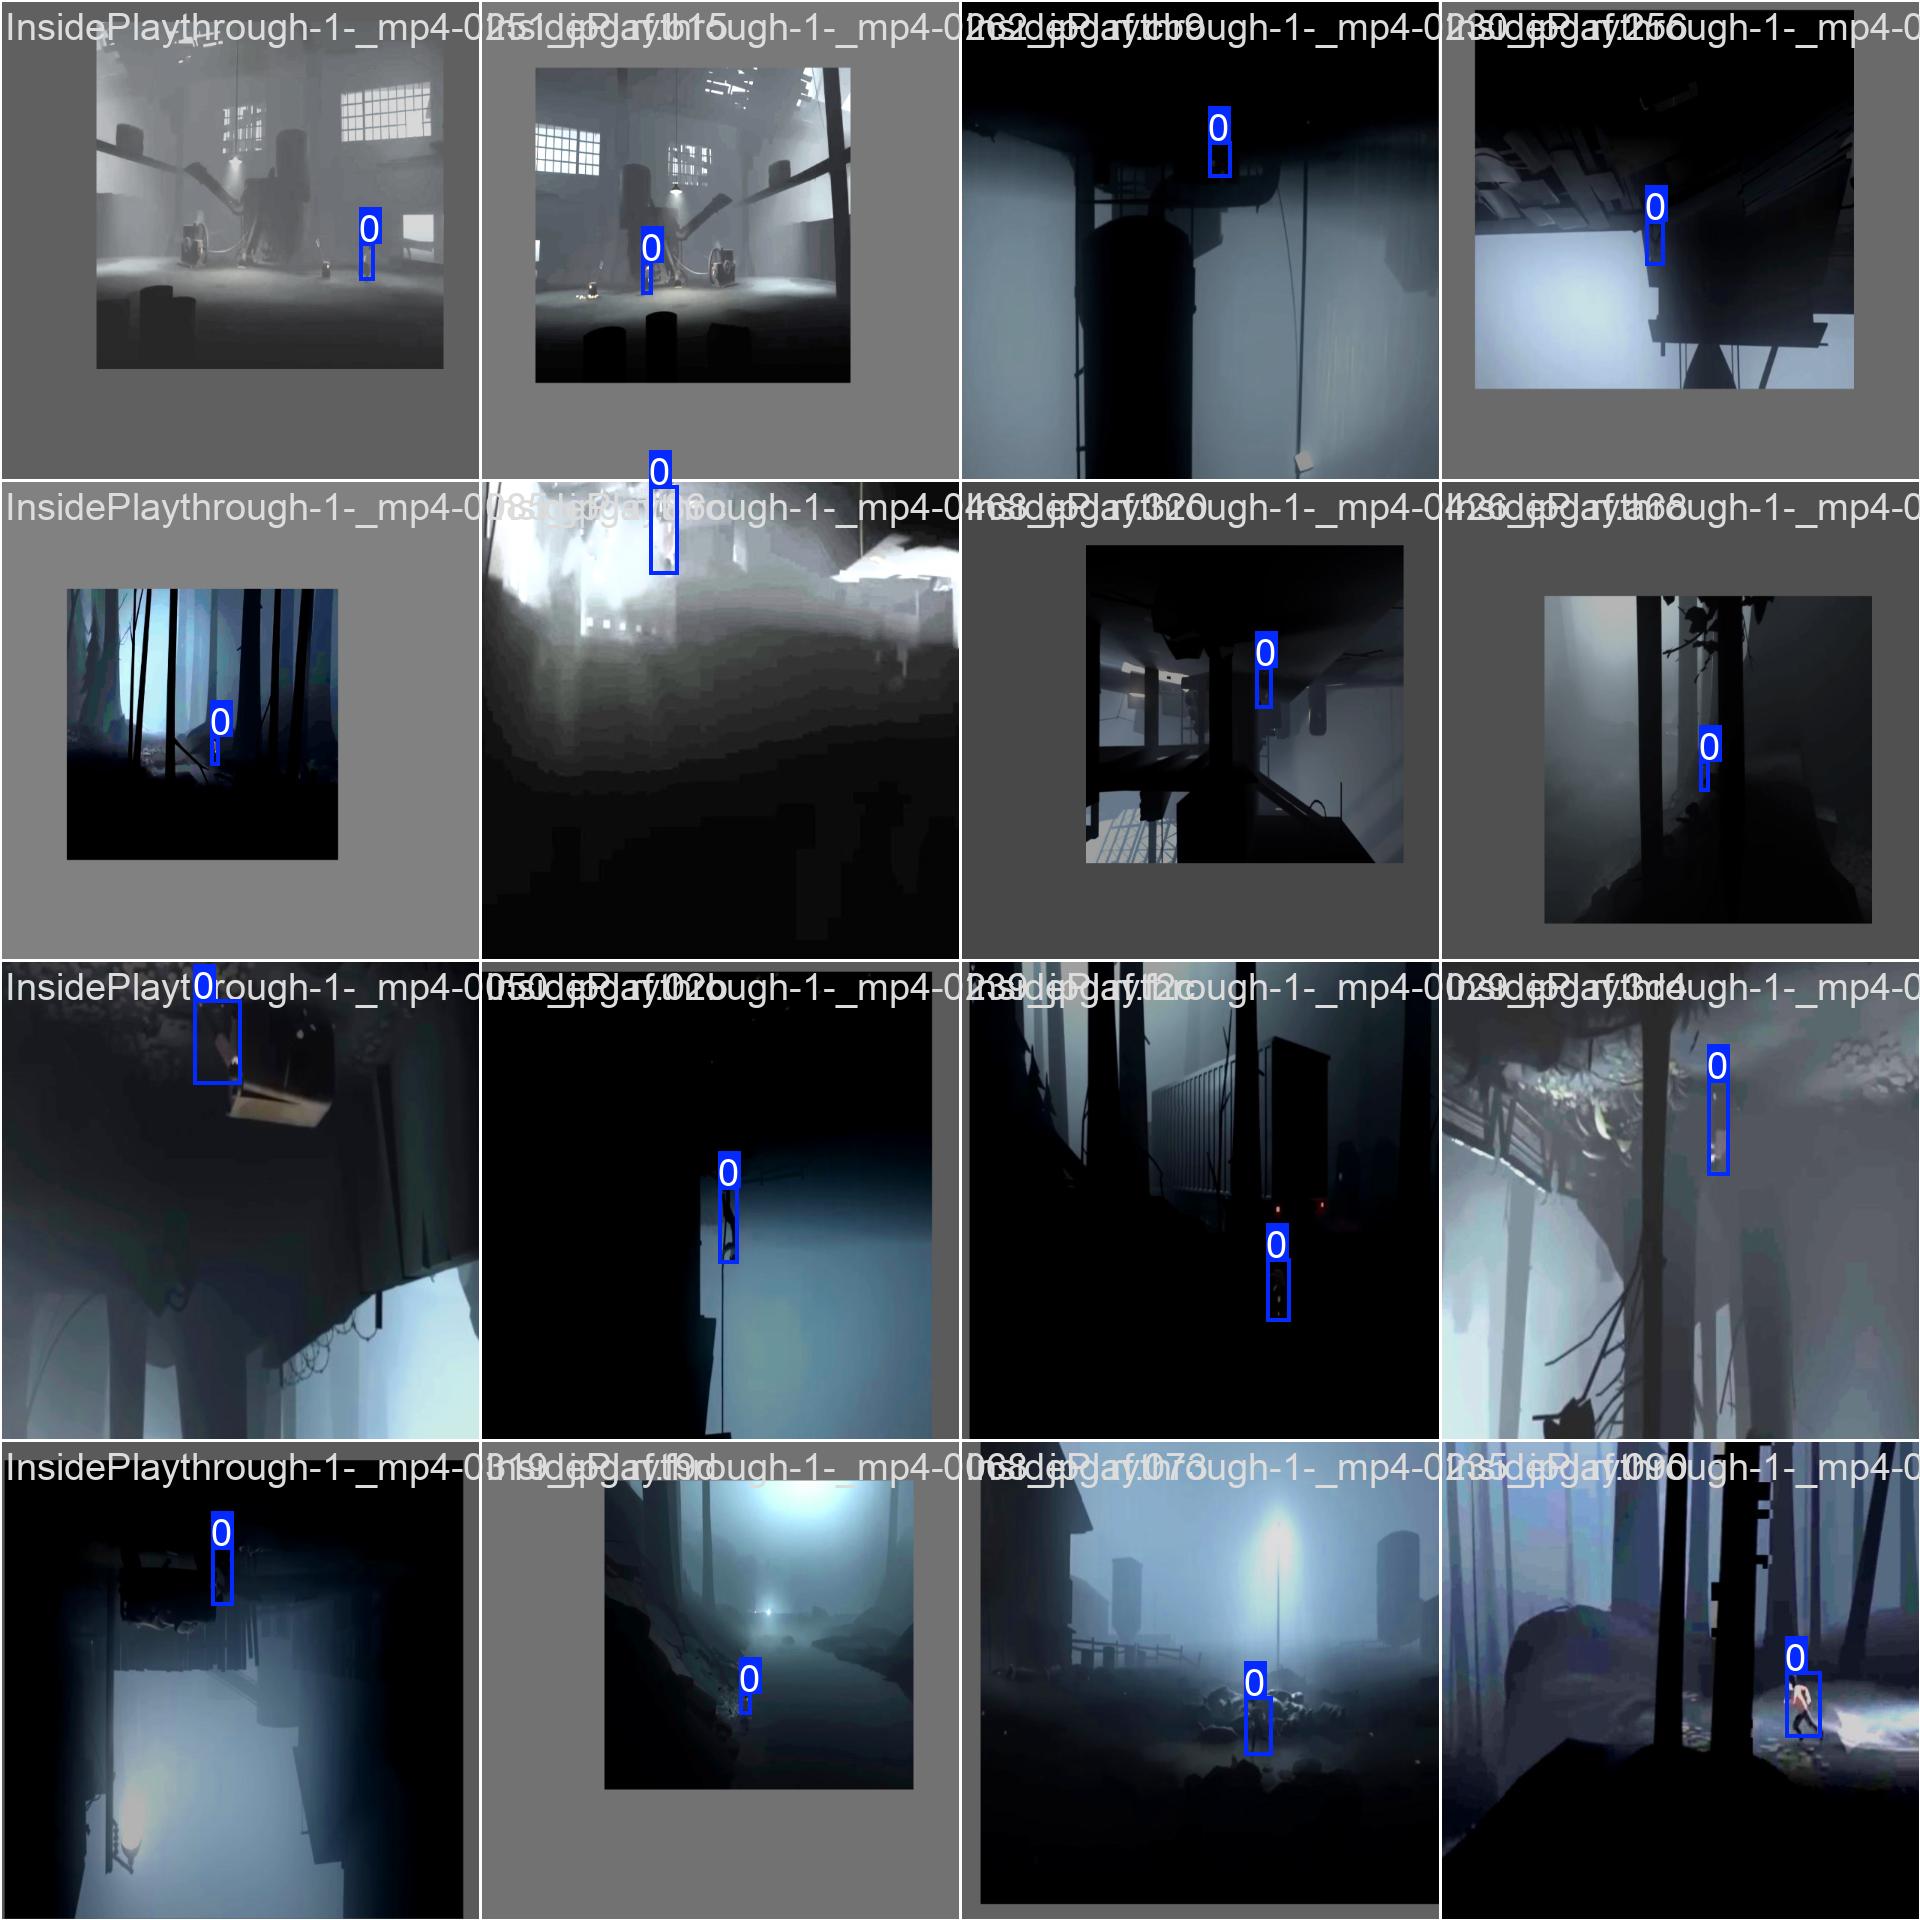 InsidePlaythrough-1-_mp4-0251_jpg.rf.b15
InsidePlaythrough-1-_mp4-0262_jpg.rf.cb9
InsidePlaythrough-1-_mp4-0230_jpg.rf.256
InsidePlaythrough-1-_mp4-0
0
0
0
0
0
InsidePlaythrough-1-_mp4-0
InsidePlaythrough-1-_mp4-0468_jpg.rf.320
InsidePlaythrough-1-_mp4-0426_jpg.rf.a68
InsidePlaythrough-1-_mp4-0
0
0
0
InsidePlaythrough-1-_mp4-0050_jpg.rf.02b
InsidePlaythrough-1-_mp4-0239_jpg.rf.f2c
InsidePlaythrough-1-_mp4-0029_jpg.rf.3d4
InsidePlaythrough-1-_mp4-0
0
0
0
0
InsidePlaythrough-1-_mp4-0319_jpg.rf.f9d
InsidePlaythrough-1-_mp4-0068_jpg.rf.073
InsidePlaythrough-1-_mp4-0235_jpg.rf.090
InsidePlaythrough-1-_mp4-0
0
0
0
0